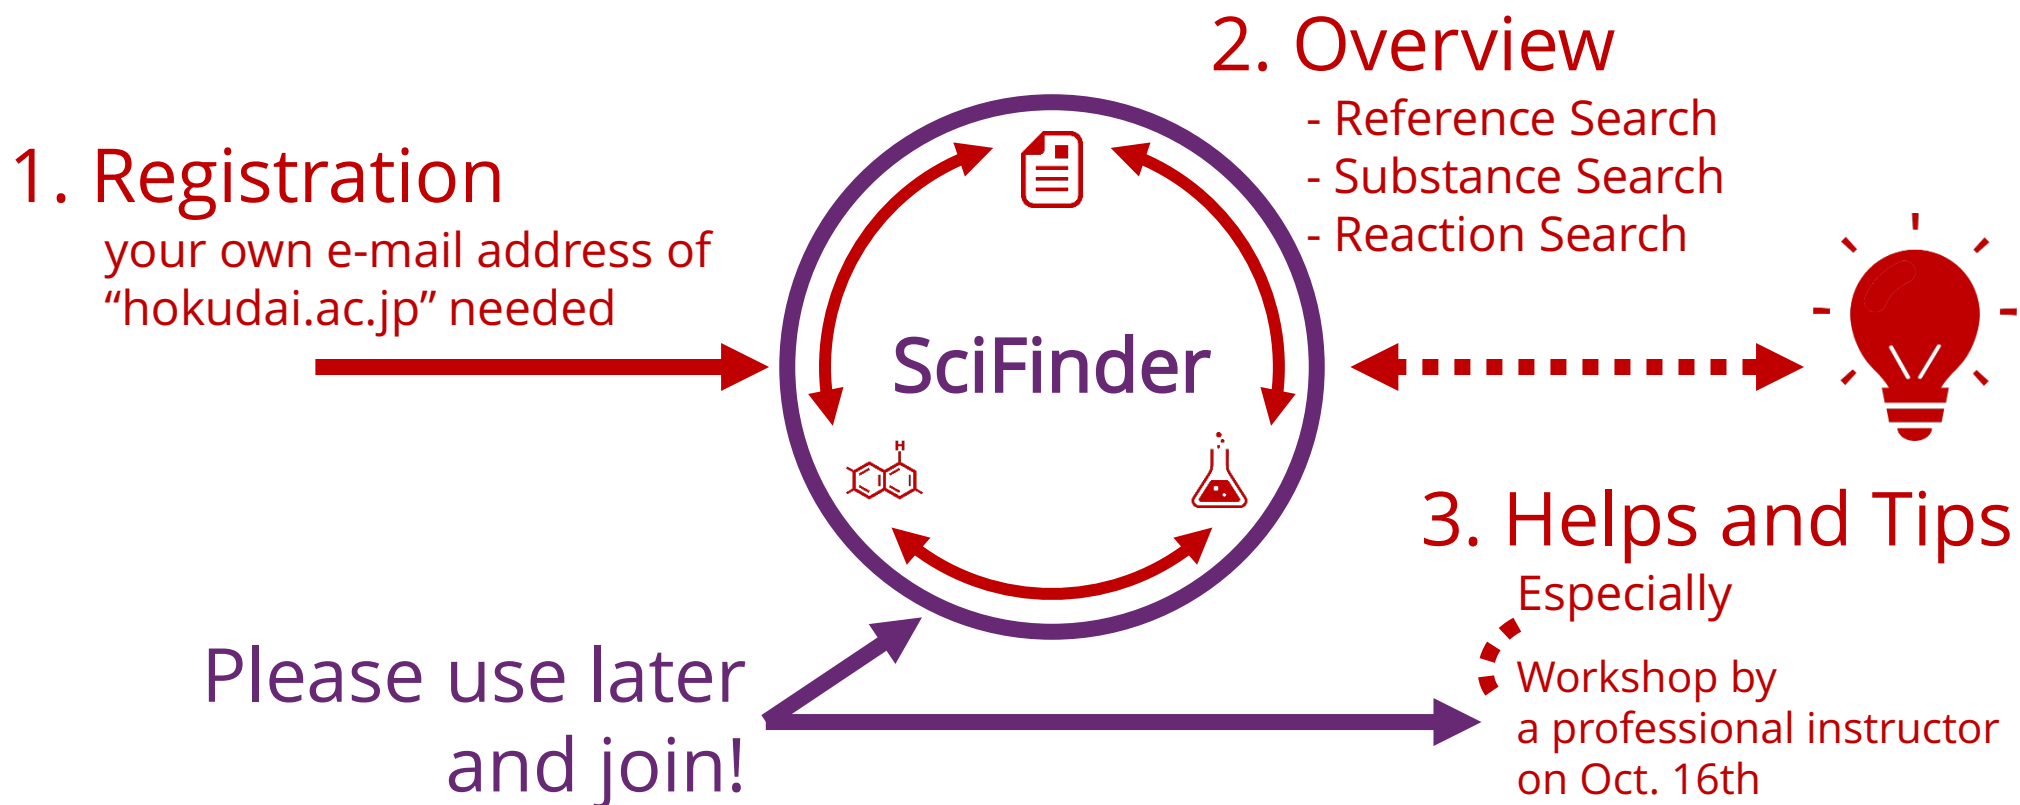 1. Registration
your own e-mail address of
“hokudai.ac.jp” needed
2. Overview
- Reference Search
- Substance Search
- Reaction Search
SciFinder
H
3. Helps and Tips
Especially
Workshop by
a professional instructor
on Oct. 16th
Please use later
and join!